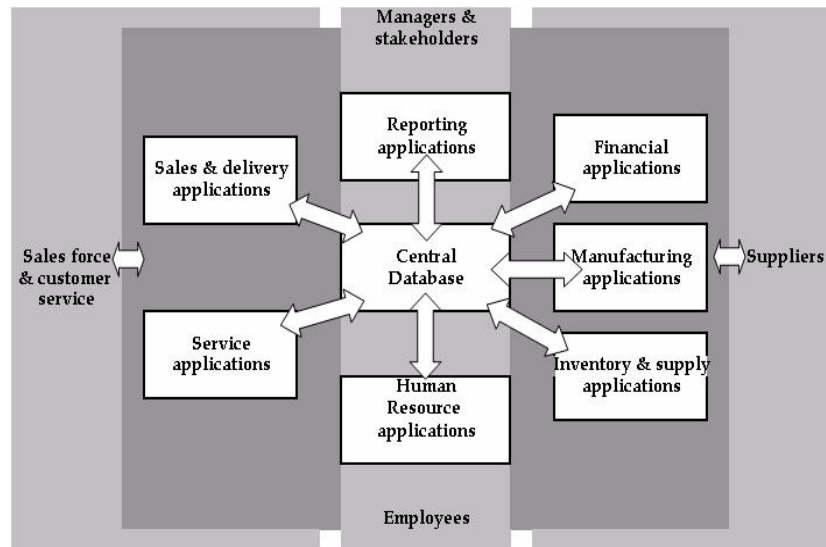 Managers &
stakeholders
Reporting
applications
Sales & delivery
applications
Financial
applications
Sales force
& customer
service
Central
Database
Manufacturing
applications
Suppliers
Service
applications
Inventory & supply
applications
Human
Resource
applications
Employees